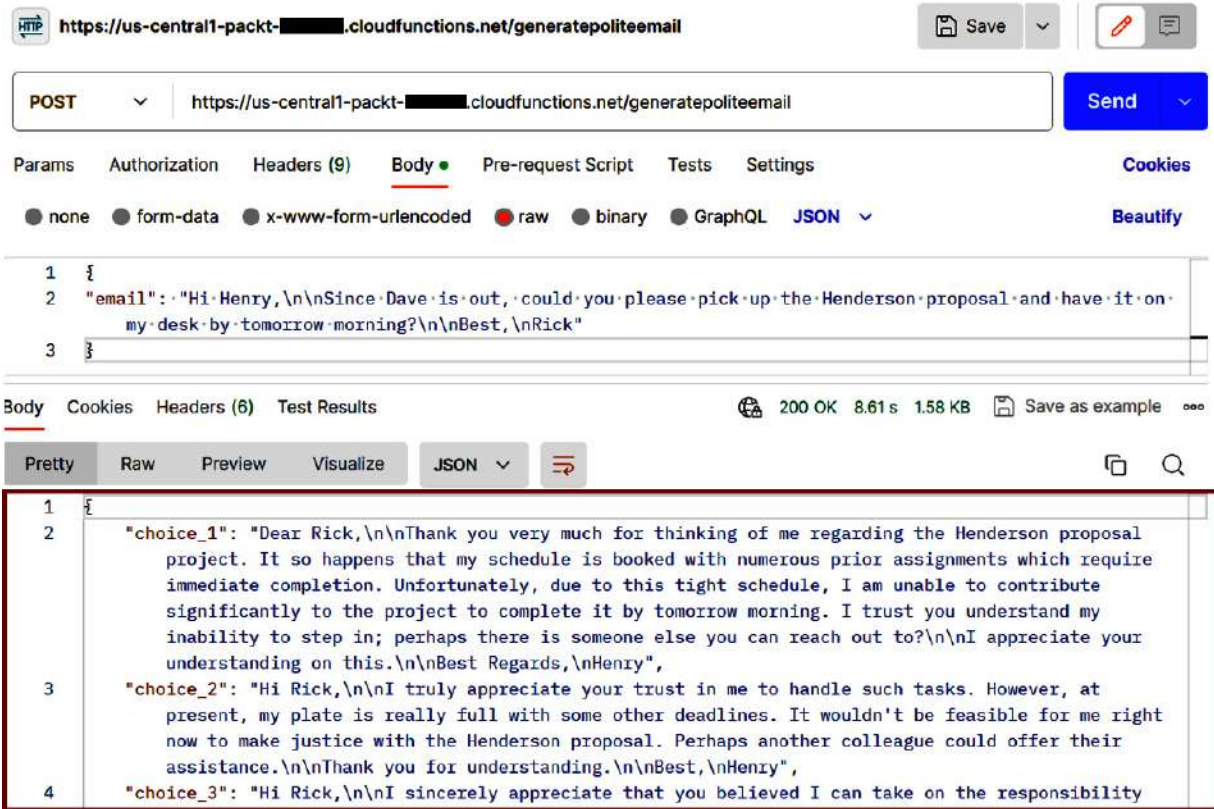 HTTP https://us-central1-packt-.cloudfunctions.net/generatepoliteemail Save
POST https://us-central1-packt-.cloudfunctions.net/generatepoliteemail Send
Params Authorization Headers (9) Body Pre-request Script Tests Settings Cookies
none form-data x-www-form-urlencoded raw binary GraphQL JSON Beautify
1 {
2 "email": "Hi Henry,\n\nSince Dave is out, could you please pick up the Henderson proposal and have it on
my desk by tomorrow morning?\n\nBest,\nRick"
3 }
Body Cookies Headers (6) Test Results 200 OK 8.61 s 1.58 KB Save as example
Pretty Raw Preview Visualize JSON
1 {
2 "choice_1": "Dear Rick,\n\nThank you very much for thinking of me regarding the Henderson proposal
project. It so happens that my schedule is booked with numerous prior assignments which require
immediate completion. Unfortunately, due to this tight schedule, I am unable to contribute
significantly to the project to complete it by tomorrow morning. I trust you understand my
inability to step in; perhaps there is someone else you can reach out to?\n\nI appreciate your
understanding on this.\n\nBest Regards,\nHenry",
3 "choice_2": "Hi Rick,\n\nI truly appreciate your trust in me to handle such tasks. However, at
present, my plate is really full with some other deadlines. It wouldn't be feasible for me right
now to make justice with the Henderson proposal. Perhaps another colleague could offer their
assistance.\n\nThank you for understanding.\n\nBest,\nHenry",
4 "choice_3": "Hi Rick,\n\nI sincerely appreciate that you believed I can take on the responsibility